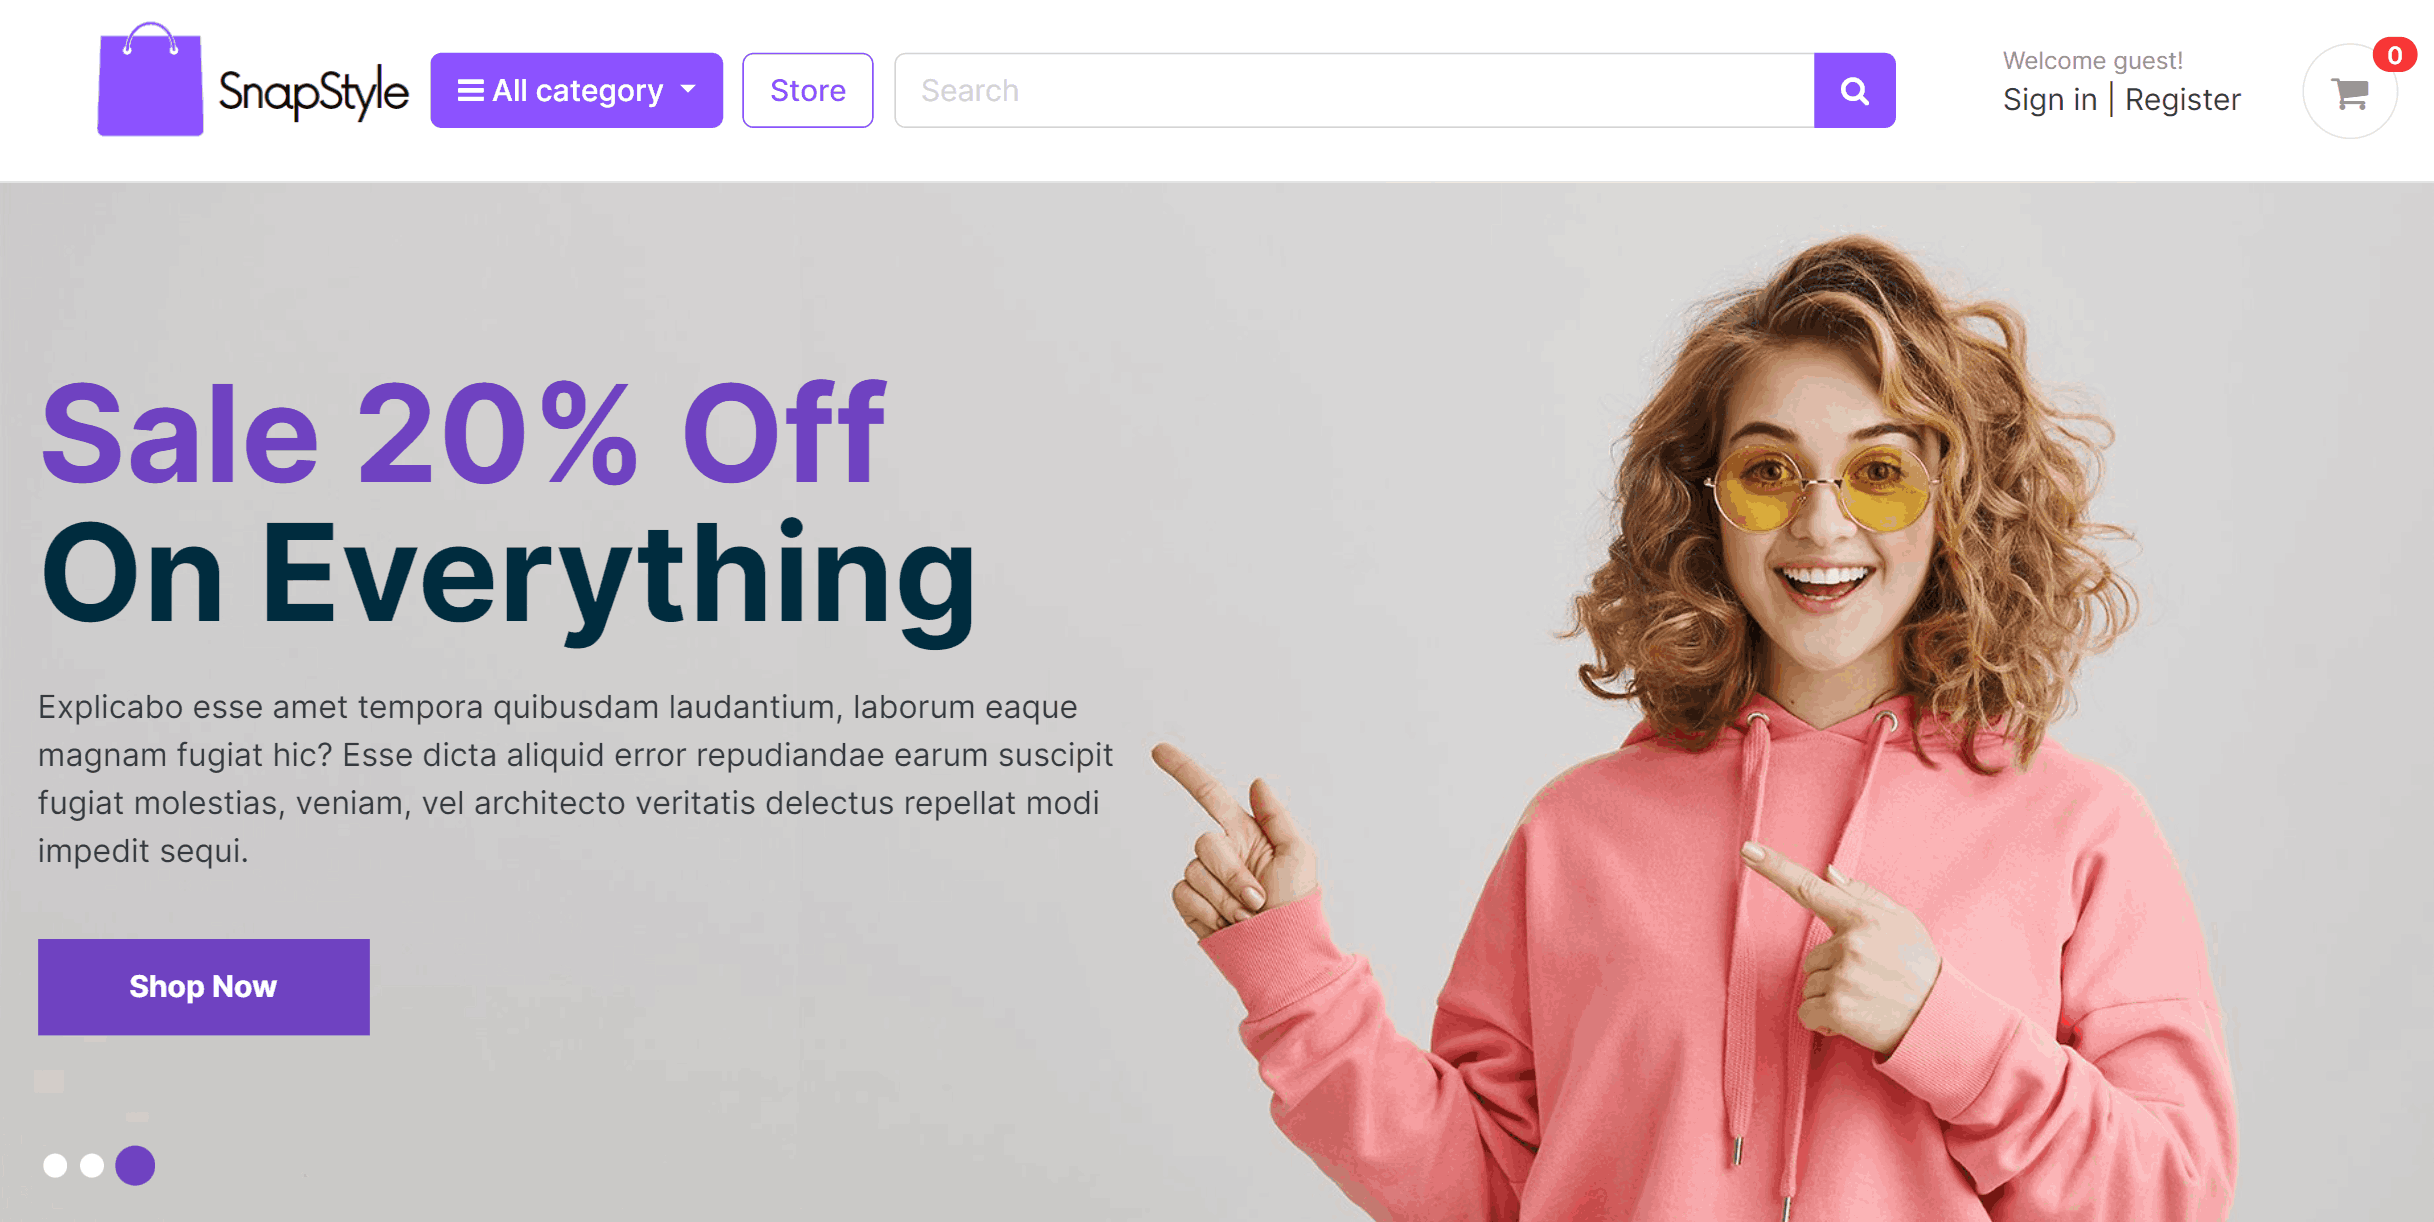 SnapStyle
All category
Store
Search
Welcome guest!
Sign in | Register
0
Sale 20% Off
On Everything
Explicabo esse amet tempora quibusdam laudantium, laborum eaque
magnam fugiat hic? Esse dicta aliquid error repudiandae earum suscipit
fugiat molestias, veniam, vel architecto veritatis delectus repellat modi
impedit sequi.
Shop Now